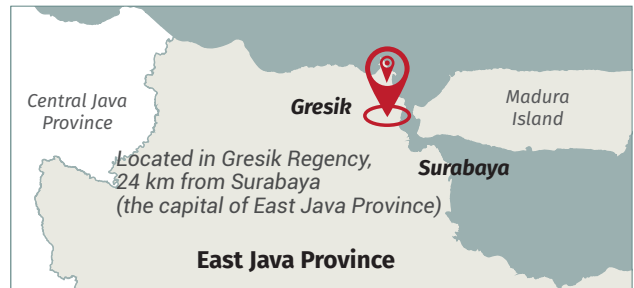 Central Java
Province
Gresik
Madura
Island
Located in Gresik Regency,
24 km from Surabaya
(the capital of East Java Province)
Surabaya
East Java Province